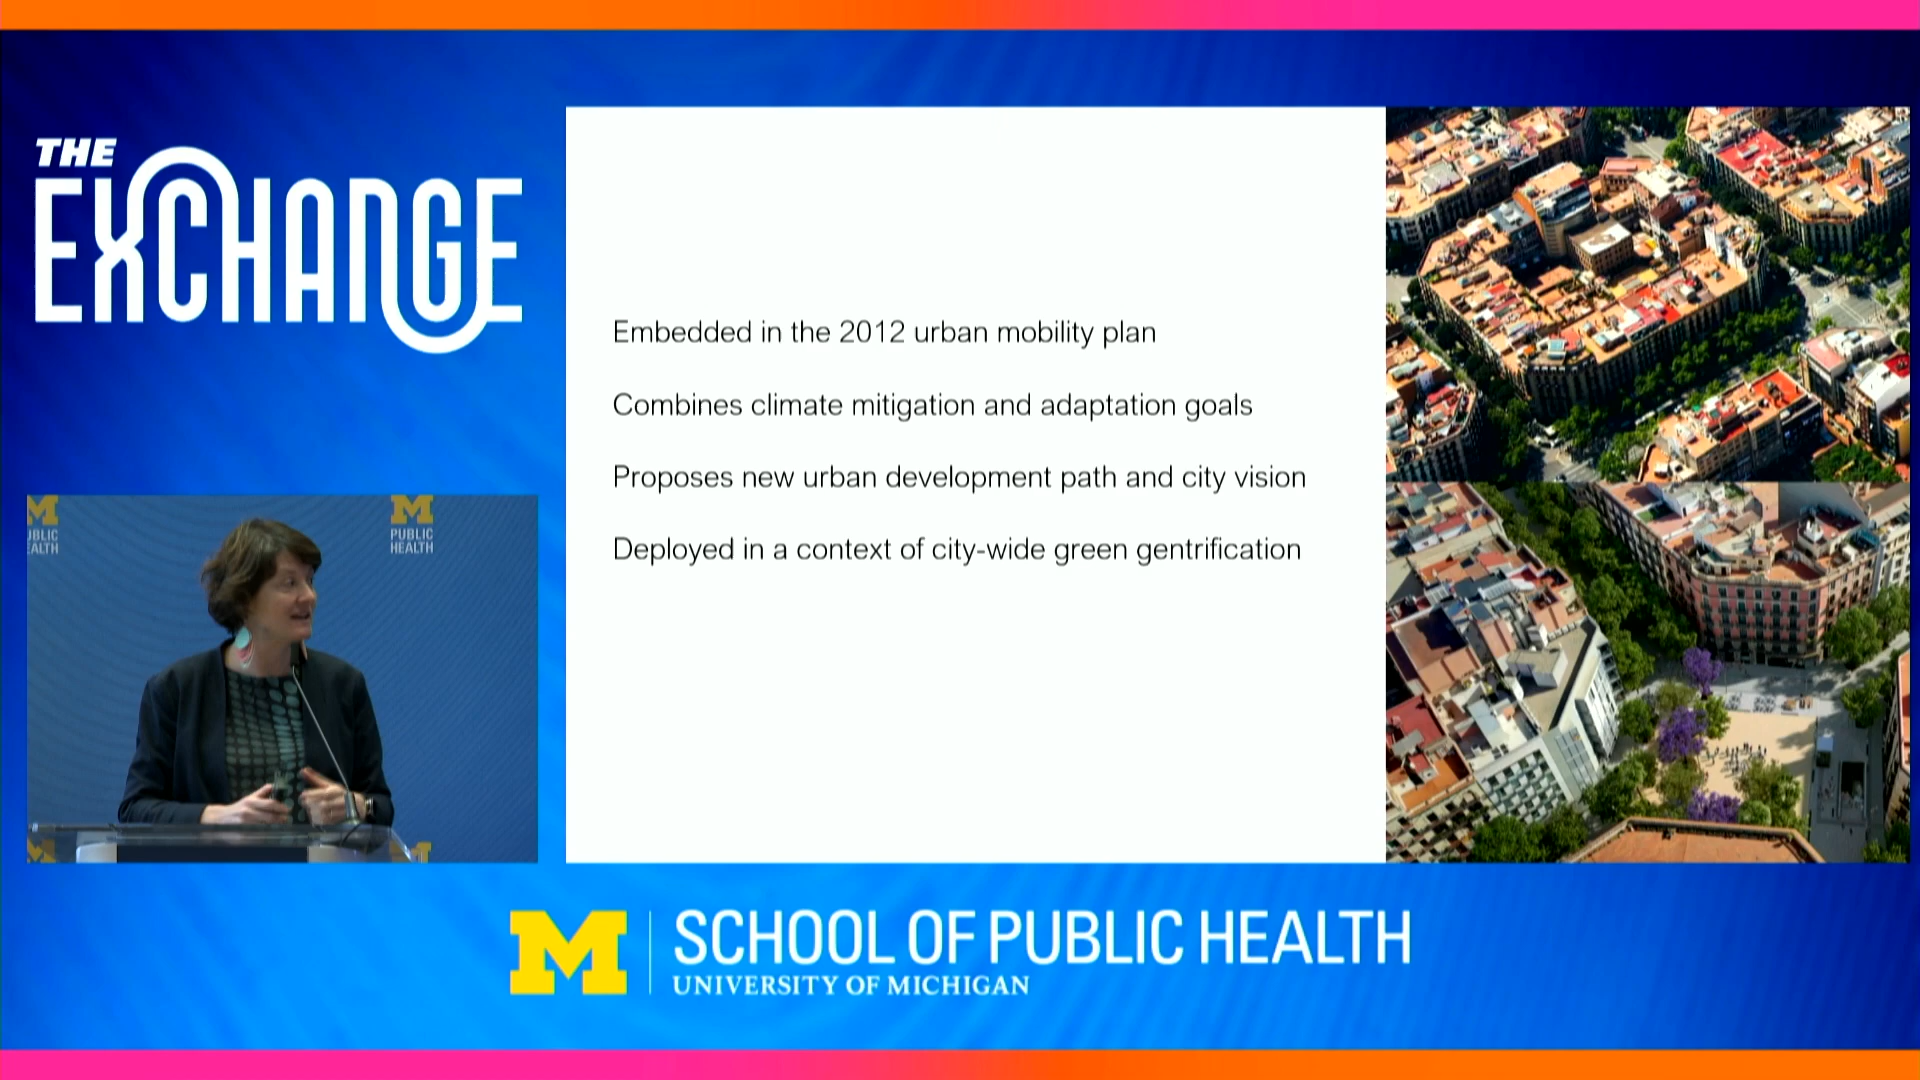 THE
EXCHANGE
Embedded in the 2012 urban mobility plan
Combines climate mitigation and adaptation goals
Proposes new urban development path and city vision
Deployed in a context of city-wide green gentrification
M
PUBLIC
HEALTH
M
UBLIC
EALTH
M
SCHOOL OF PUBLIC HEALTH
UNIVERSITY OF MICHIGAN